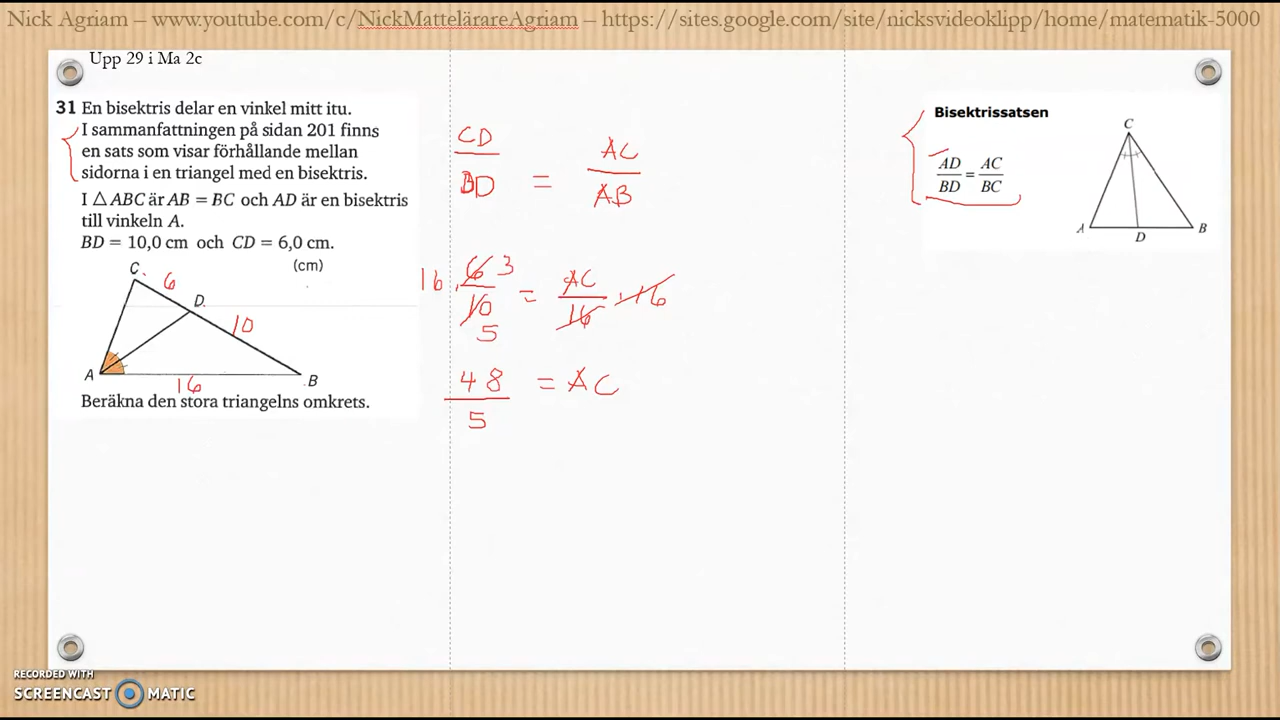 Nick Agriam – www.youtube.com/c/NickMattelärareAgriam – https://sites.google.com/site/nicksvideoklipp/home/matematik-5000
Upp 29 i Ma 2c
31 En bisektris delar en vinkel mitt itu.
I sammanfattningen på sidan 201 finns
en sats som visar förhållande mellan
sidorna i en triangel med en bisektris.
I △ABC är AB = BC och AD är en bisektris
till vinkeln A.
BD = 10,0 cm och CD = 6,0 cm.
(cm)
C
6
D
10
A
16
B
Beräkna den stora triangelns omkrets.
CD/BD = AC/AB
16 · 6/10 = AC/16 · 16
3
5
48/5 = AC
Bisektrissatsen
AD/BD = AC/BC
C
A
D
B
RECORDED WITH
SCREENCAST MATIC